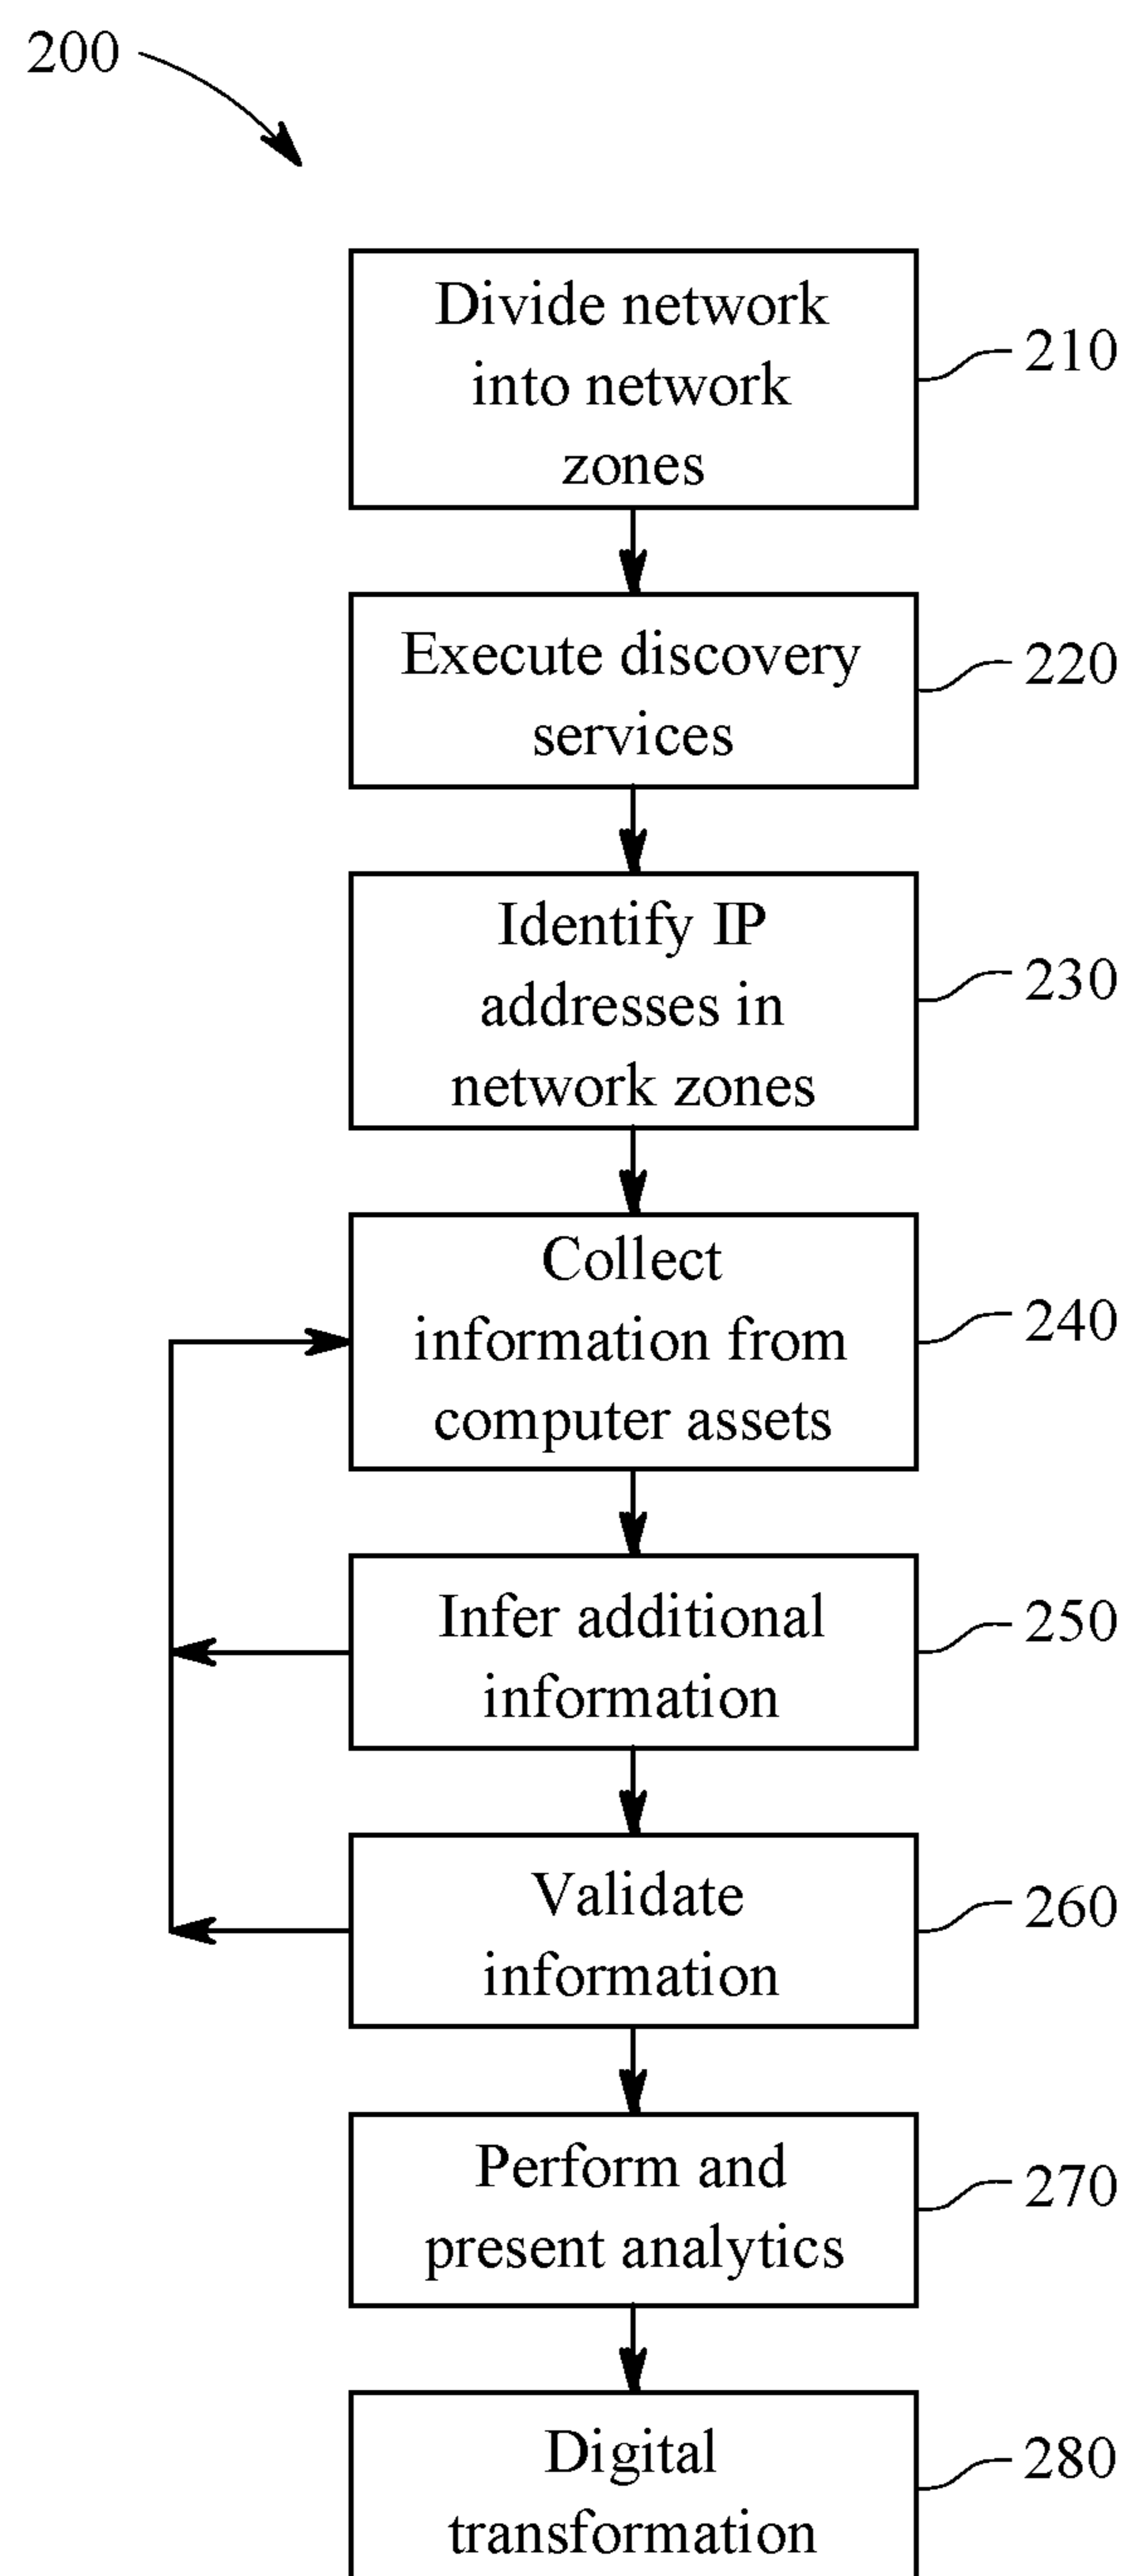 200
Divide network
into network
zones
210
Execute discovery
services
220
Identify IP
addresses in
network zones
230
Collect
information from
computer assets
240
Infer additional
information
250
Validate
information
260
Perform and
present analytics
270
Digital
transformation
280